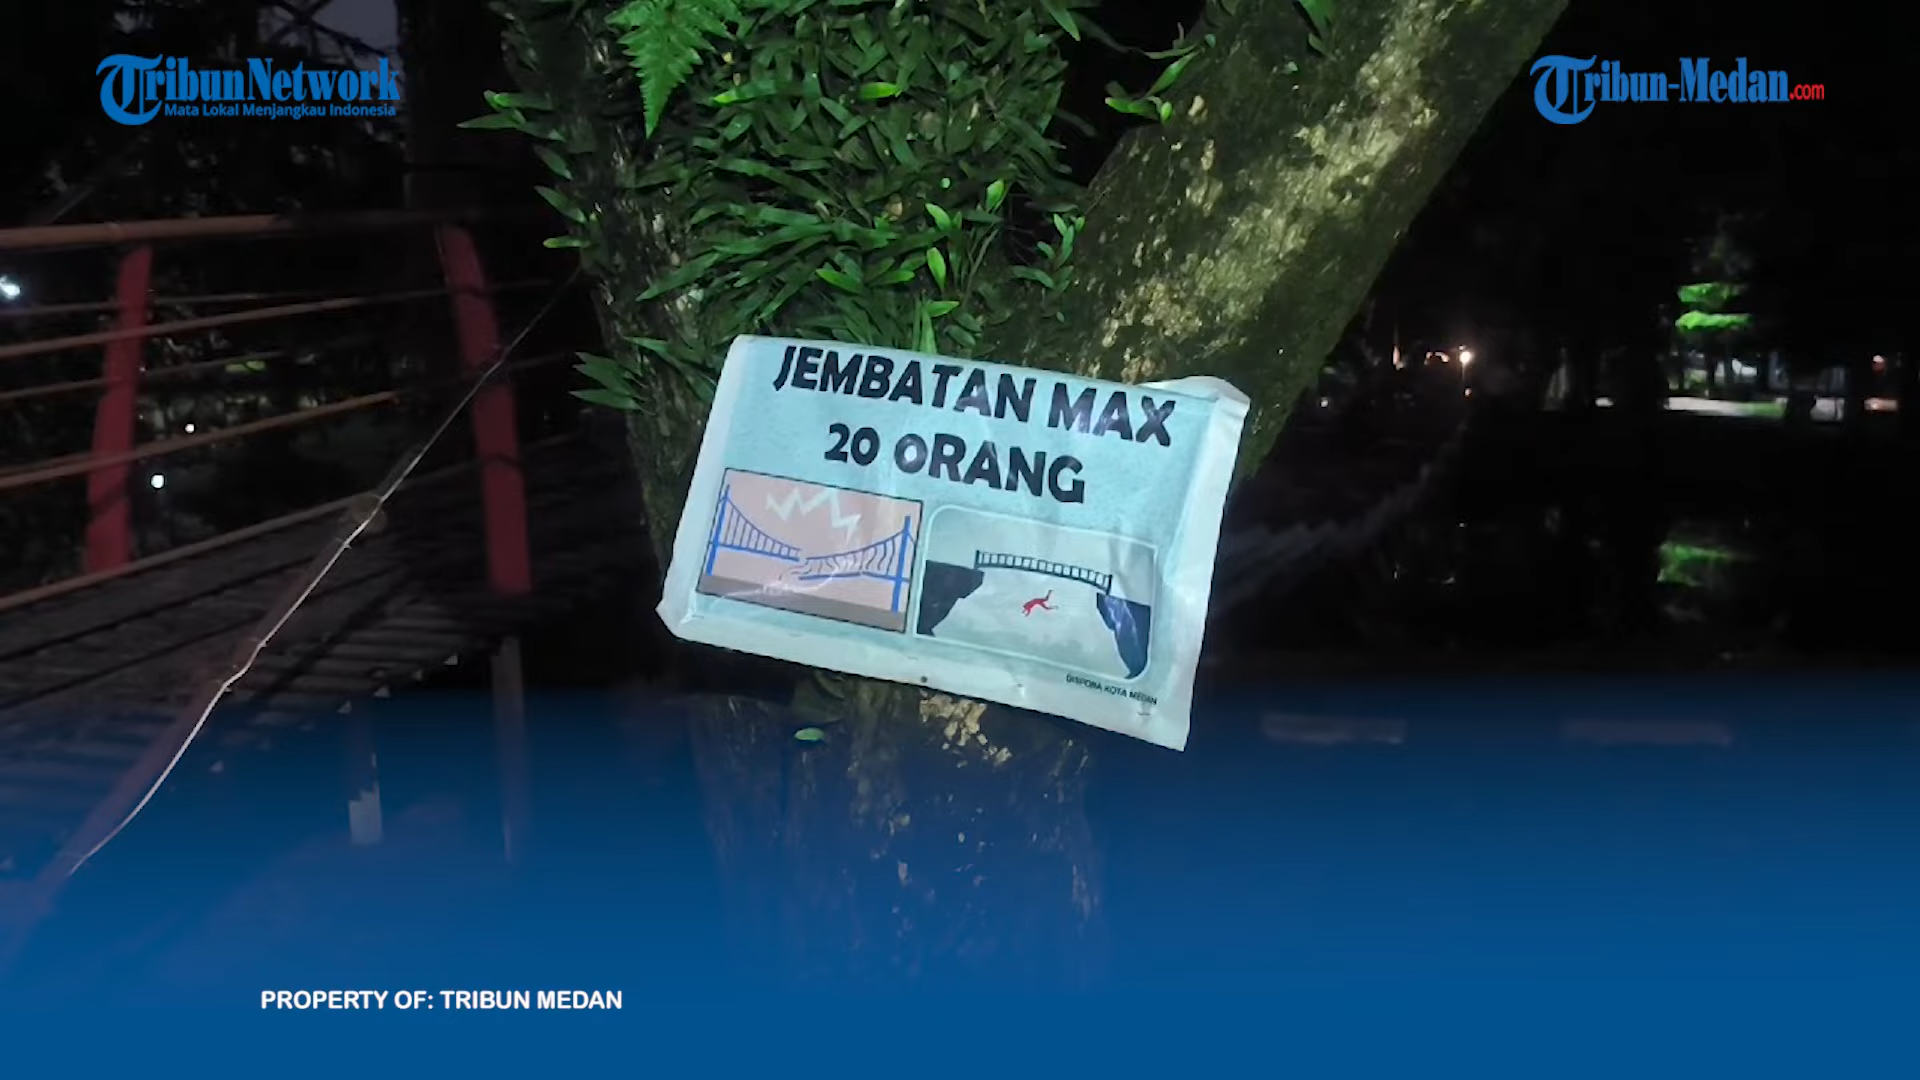 TribunNetwork
Mata Lokal Menjangkau Indonesia
Tribun-Medan.com
JEMBATAN MAX
20 ORANG
DISPORA KOTA MEDAN
PROPERTY OF: TRIBUN MEDAN